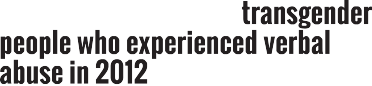 transgender
people who experienced verbal
abuse in 2012